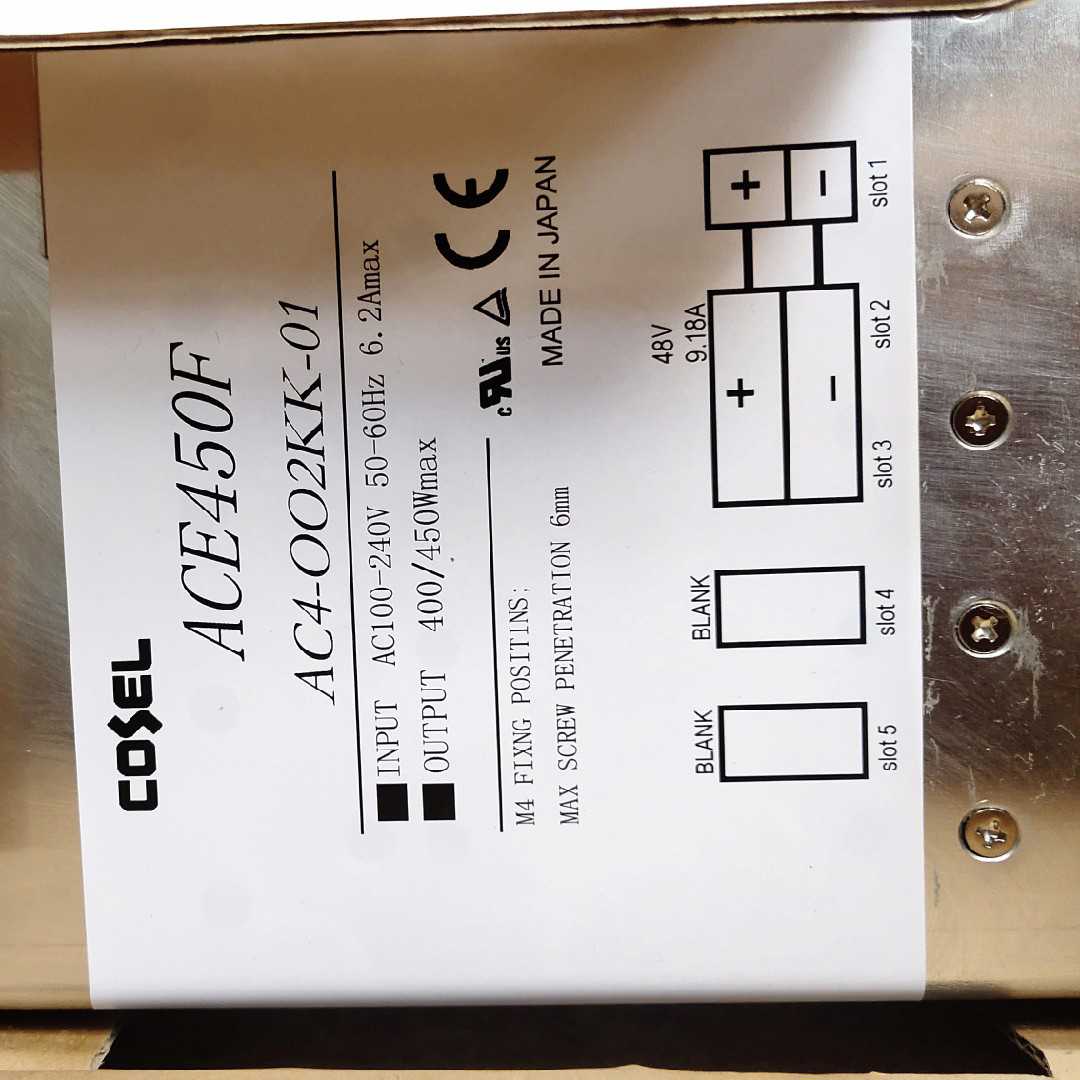 COSEL
ACE450F
AC4-OO2KK-01
INPUT AC100-240V 50-60Hz 6.2Amax
OUTPUT 400/450Wmax
c RU us CE
M4 FIXNG POSITINS;
MAX SCREW PENETRATION 6mm
MADE IN JAPAN
48V
9.18A
BLANK BLANK
+ - + -
slot 5 slot 4 slot 3 slot 2 slot 1